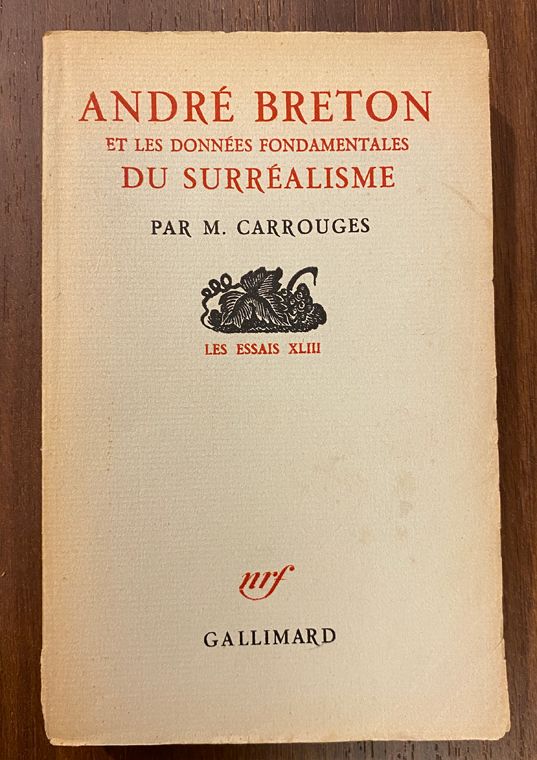 ANDRÉ BRETON
ET LES DONNÉES FONDAMENTALES
DU SURRÉALISME
PAR M. CARROUGES
LES ESSAIS XLIII
nrf
GALLIMARD